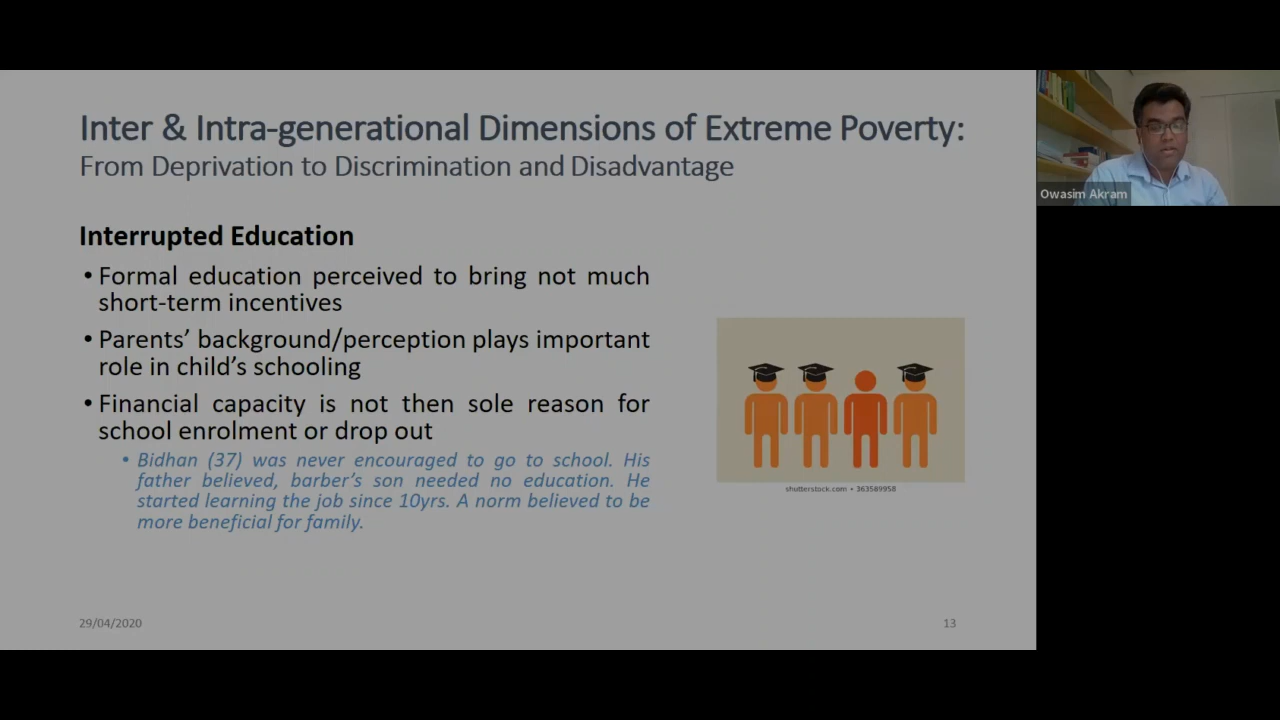 Inter & Intra-generational Dimensions of Extreme Poverty:
From Deprivation to Discrimination and Disadvantage
Interrupted Education
• Formal education perceived to bring not much
short-term incentives
• Parents’ background/perception plays important
role in child’s schooling
• Financial capacity is not then sole reason for
school enrolment or drop out
• Bidhan (37) was never encouraged to go to school. His
father believed, barber’s son needed no education. He
started learning the job since 10yrs. A norm believed to be
more beneficial for family.
shutterstock.com • 363589958
29/04/2020
13
Owasim Akram